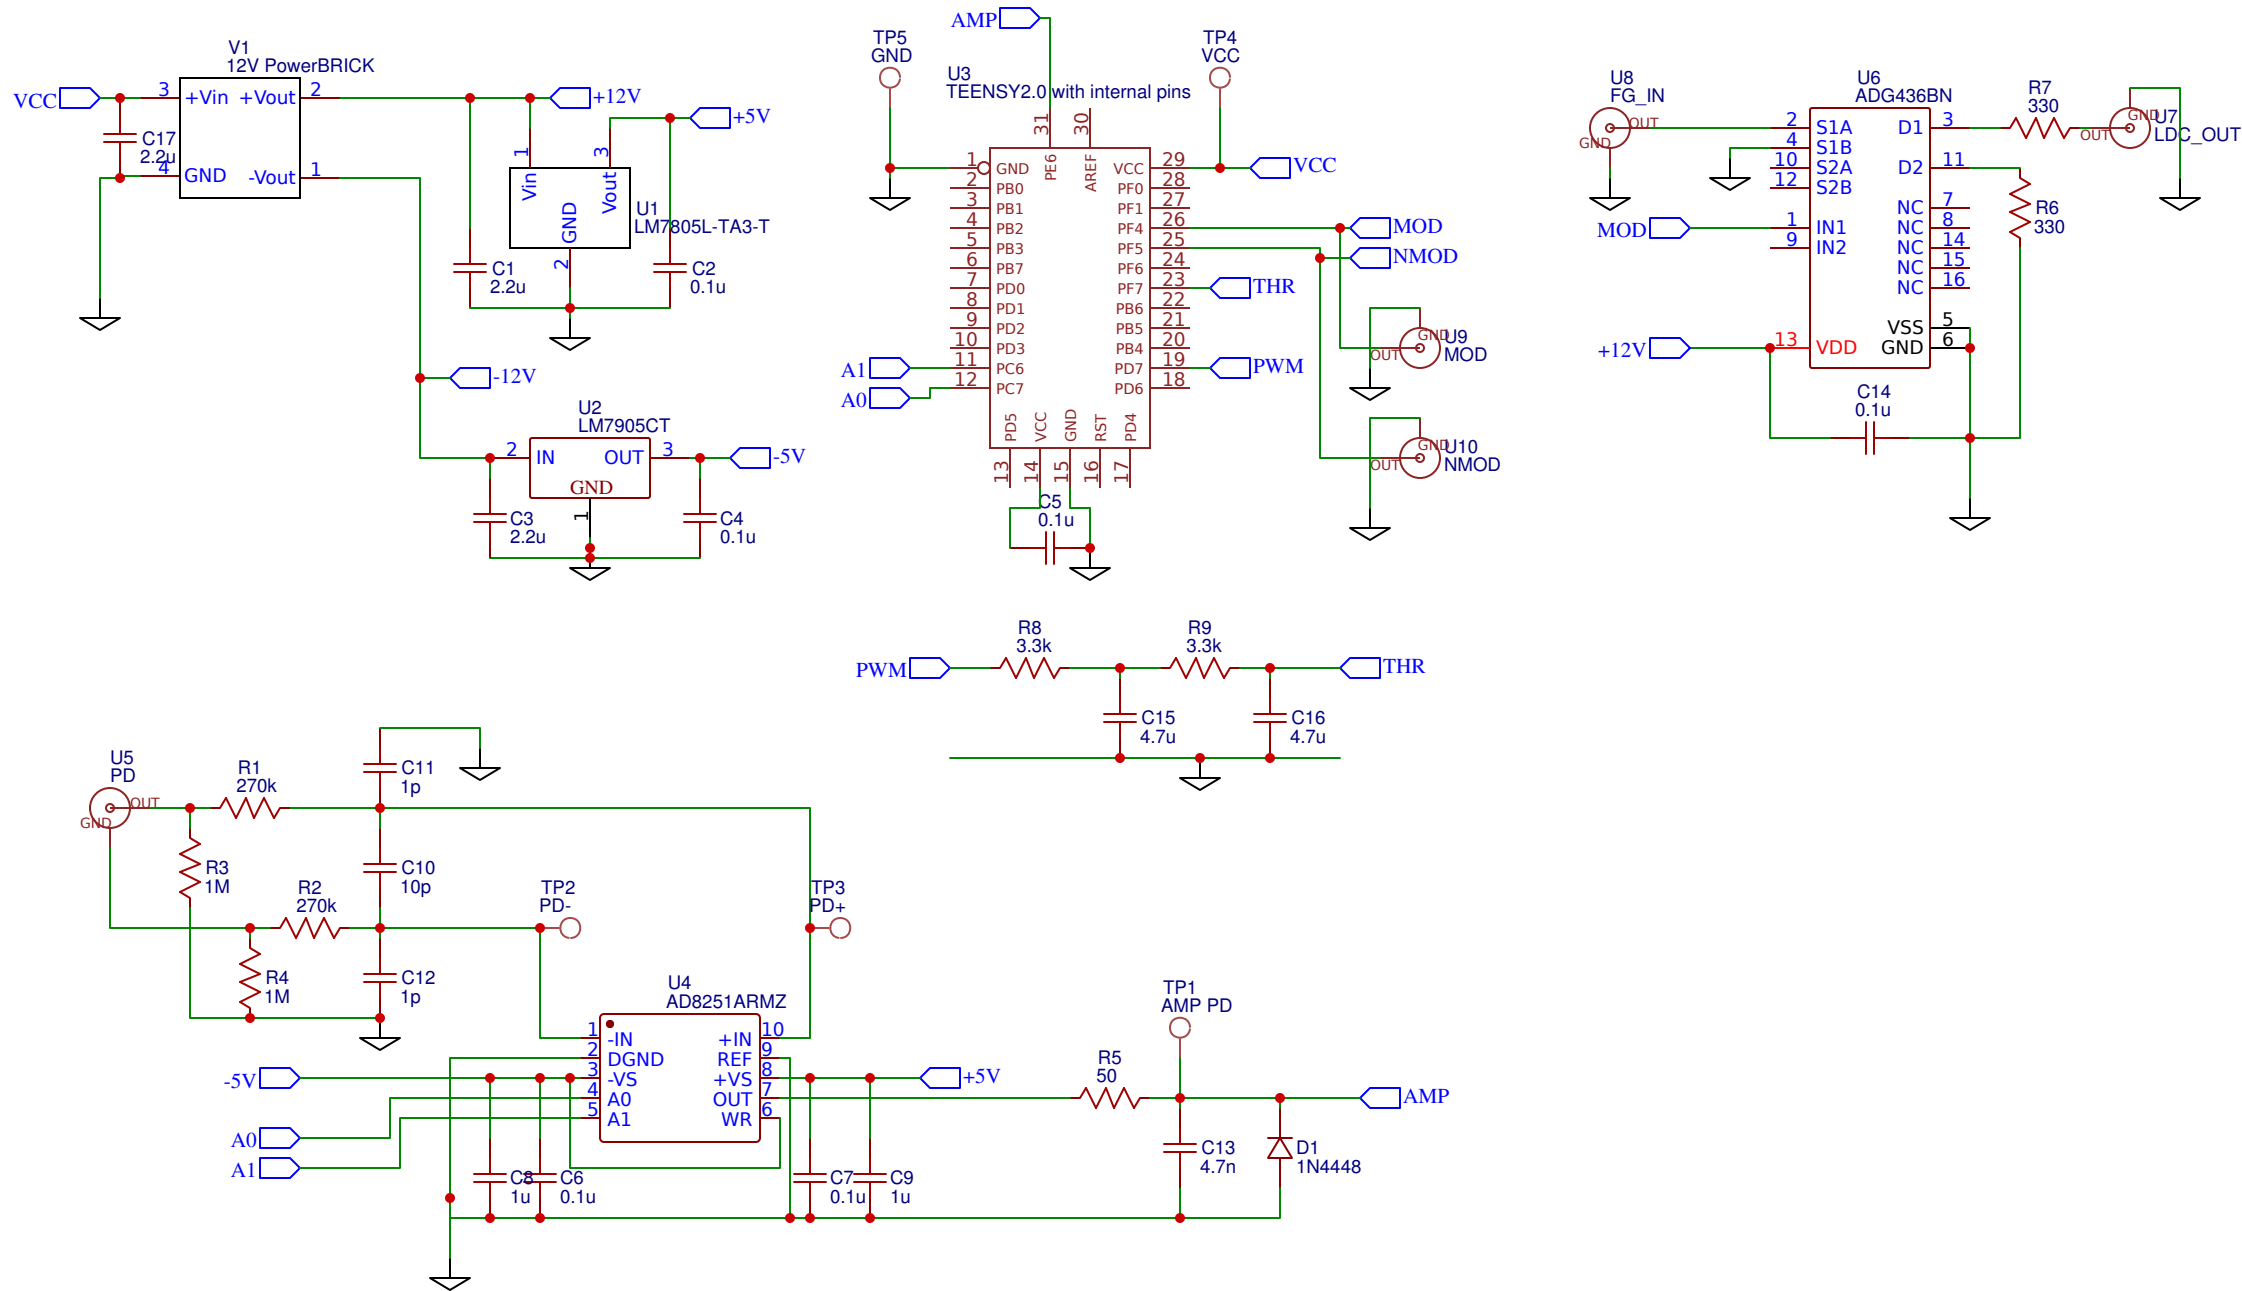 V1
12V PowerBRICK
VCC
3
+Vin
+Vout
2
+12V
C17
2.2u
4
GND
-Vout
1
+5V
1
3
Vin
Vout
GND
2
U1
LM7805L-TA3-T
C1
2.2u
C2
0.1u
-12V
U2
LM7905CT
2
IN
OUT
3
-5V
GND
1
C3
2.2u
C4
0.1u
AMP
TP5
GND
TP4
VCC
U3
TEENSY2.0 with internal pins
31
30
PE6
AREF
1
GND
2
PB0
3
PB1
4
PB2
5
PB3
6
PB7
7
PD0
8
PD1
9
PD2
10
PD3
11
PC6
12
PC7
A1
A0
VCC
29
PF0
28
PF1
27
PF4
26
PF5
25
PF6
24
PF7
23
PB6
22
PB5
21
PB4
20
PD7
19
PD6
18
VCC
MOD
NMOD
THR
PWM
PD5
VCC
GND
RST
PD4
13
14
15
16
17
C5
0.1u
GND
OUT
U9
MOD
GND
OUT
U10
NMOD
U8
FG_IN
OUT
GND
U6
ADG436BN
2
S1A
4
S1B
10
S2A
12
S2B
1
IN1
9
IN2
MOD
D1
3
D2
11
NC
7
NC
8
NC
14
NC
15
NC
16
VSS
5
GND
6
+12V
13
VDD
C14
0.1u
R7
330
R6
330
GND
OUT
U7
LDC_OUT
PWM
R8
3.3k
R9
3.3k
THR
C15
4.7u
C16
4.7u
U5
PD
OUT
GND
R1
270k
C11
1p
R3
1M
C10
10p
R2
270k
R4
1M
C12
1p
TP2
PD-
TP3
PD+
U4
AD8251ARMZ
1
-IN
2
DGND
3
-VS
4
A0
5
A1
+IN
10
REF
9
+VS
8
OUT
7
WR
6
-5V
A0
A1
+5V
C8
1u
C6
0.1u
C7
0.1u
C9
1u
R5
50
TP1
AMP PD
AMP
C13
4.7n
D1
1N4448